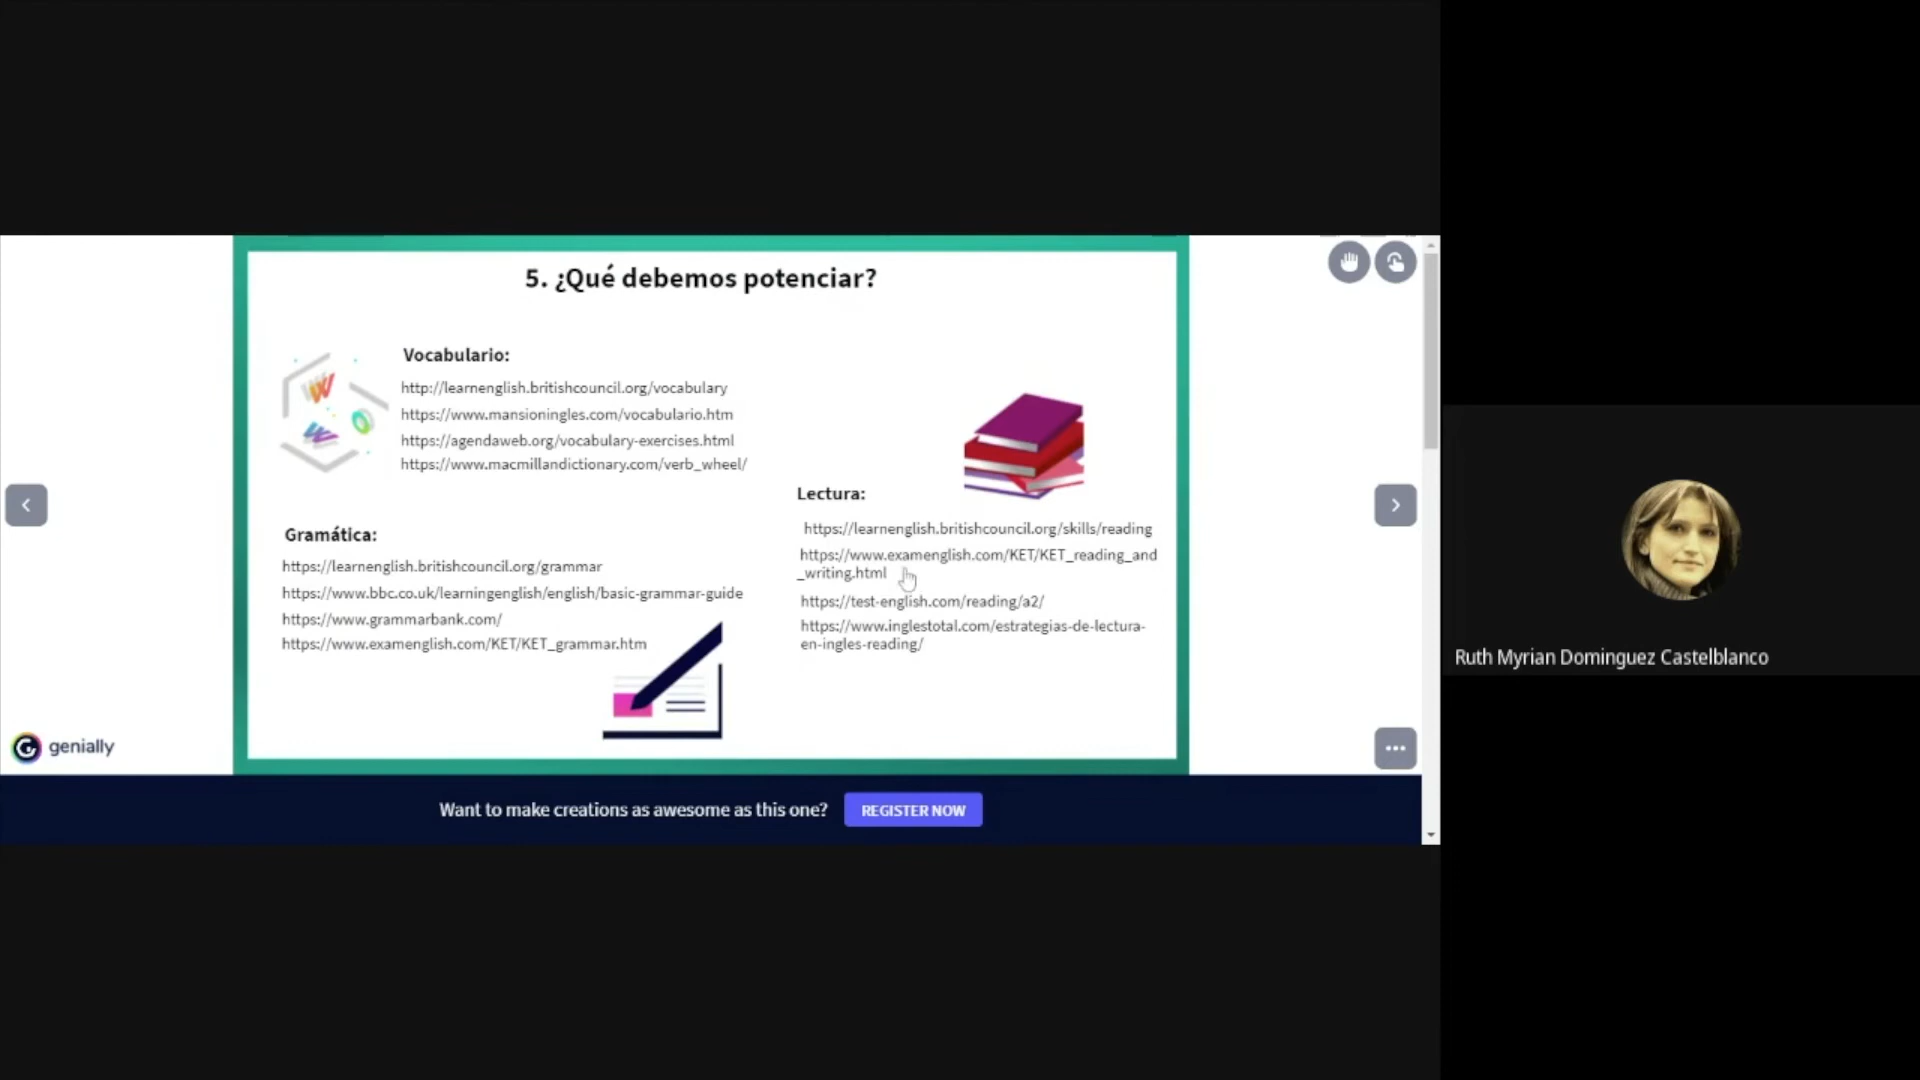 5. ¿Qué debemos potenciar?
Vocabulario:
http://learnenglish.britishcouncil.org/vocabulary
https://www.mansioningles.com/vocabulario.htm
https://agendaweb.org/vocabulary-exercises.html
https://www.macmillandictionary.com/verb_wheel/
Gramática:
https://learnenglish.britishcouncil.org/grammar
https://www.bbc.co.uk/learningenglish/english/basic-grammar-guide
https://www.grammarbank.com/
https://www.examenglish.com/KET/KET_grammar.htm
Lectura:
https://learnenglish.britishcouncil.org/skills/reading
https://www.examenglish.com/KET/KET_reading_and
_writing.html
https://test-english.com/reading/a2/
https://www.inglestotal.com/estrategias-de-lectura-
en-ingles-reading/
genially
Want to make creations as awesome as this one?
REGISTER NOW
Ruth Myrian Dominguez Castelblanco